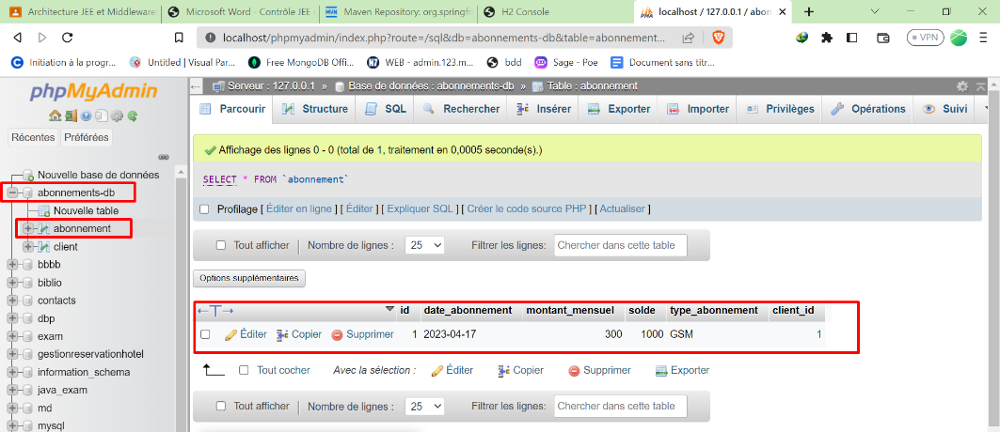 Architecture JEE et Middleware
Microsoft Word - Contrôle JEE a
MVN Maven Repository: org.springfr
H2 Console
localhost / 127.0.0.1 / abon
localhost/phpmyadmin/index.php?route=/sql&db=abonnements-db&table=abonnement...
VPN
Initiation à la progr...
Untitled | Visual Par...
Free MongoDB Offi...
WEB - admin.123.m...
bdd
Sage - Poe
Document sans titr...
phpMyAdmin
Récentes Préférées
Nouvelle base de données
abonnements-db
Nouvelle table
abonnement
client
bbbb
biblio
contacts
dbp
exam
gestionreservationhotel
information_schema
java_exam
md
mysql
Serveur : 127.0.0.1 » Base de données : abonnements-db » Table : abonnement
Parcourir Structure SQL Rechercher Insérer Exporter Importer Privilèges Opérations Suivi
Affichage des lignes 0 - 0 (total de 1, traitement en 0,0005 seconde(s).)
SELECT * FROM `abonnement`
Profilage [ Éditer en ligne ] [ Éditer ] [ Expliquer SQL ] [ Créer le code source PHP ] [ Actualiser ]
Tout afficher Nombre de lignes : 25 Filtrer les lignes: Chercher dans cette table
Options supplémentaires
←T→ id date_abonnement montant_mensuel solde type_abonnement client_id
Éditer Copier Supprimer 1 2023-04-17 300 1000 GSM 1
Tout cocher Avec la sélection : Éditer Copier Supprimer Exporter
Tout afficher Nombre de lignes : 25 Filtrer les lignes: Chercher dans cette table